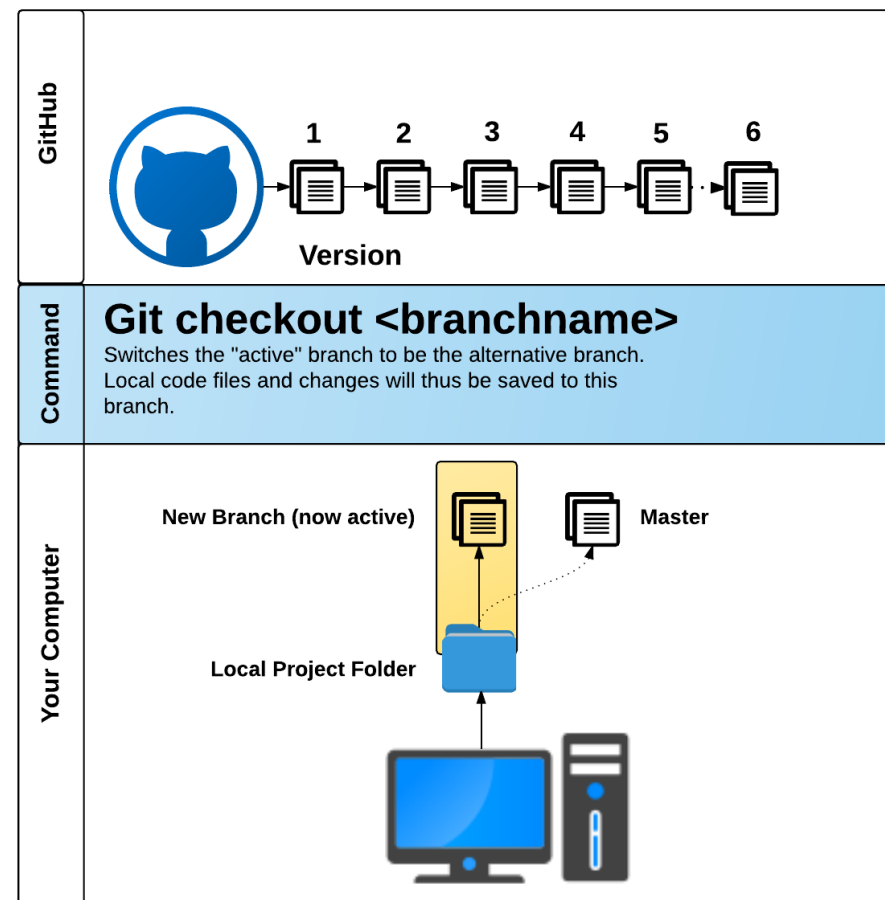 GitHub
1 2 3 4 5 6
Version
Command
Git checkout <branchname>
Switches the "active" branch to be the alternative branch.
Local code files and changes will thus be saved to this
branch.
Your Computer
New Branch (now active)
Master
Local Project Folder